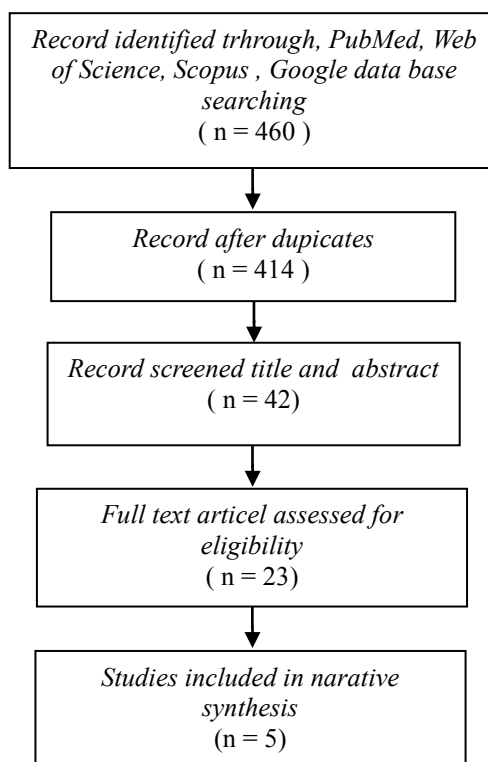 Record identified trhrough, PubMed, Web
of Science, Scopus , Google data base
searching
( n = 460 )
Record after dupicates
( n = 414 )
Record screened title and abstract
( n = 42)
Full text articel assessed for
eligibility
( n = 23)
Studies included in narative
synthesis
(n = 5)